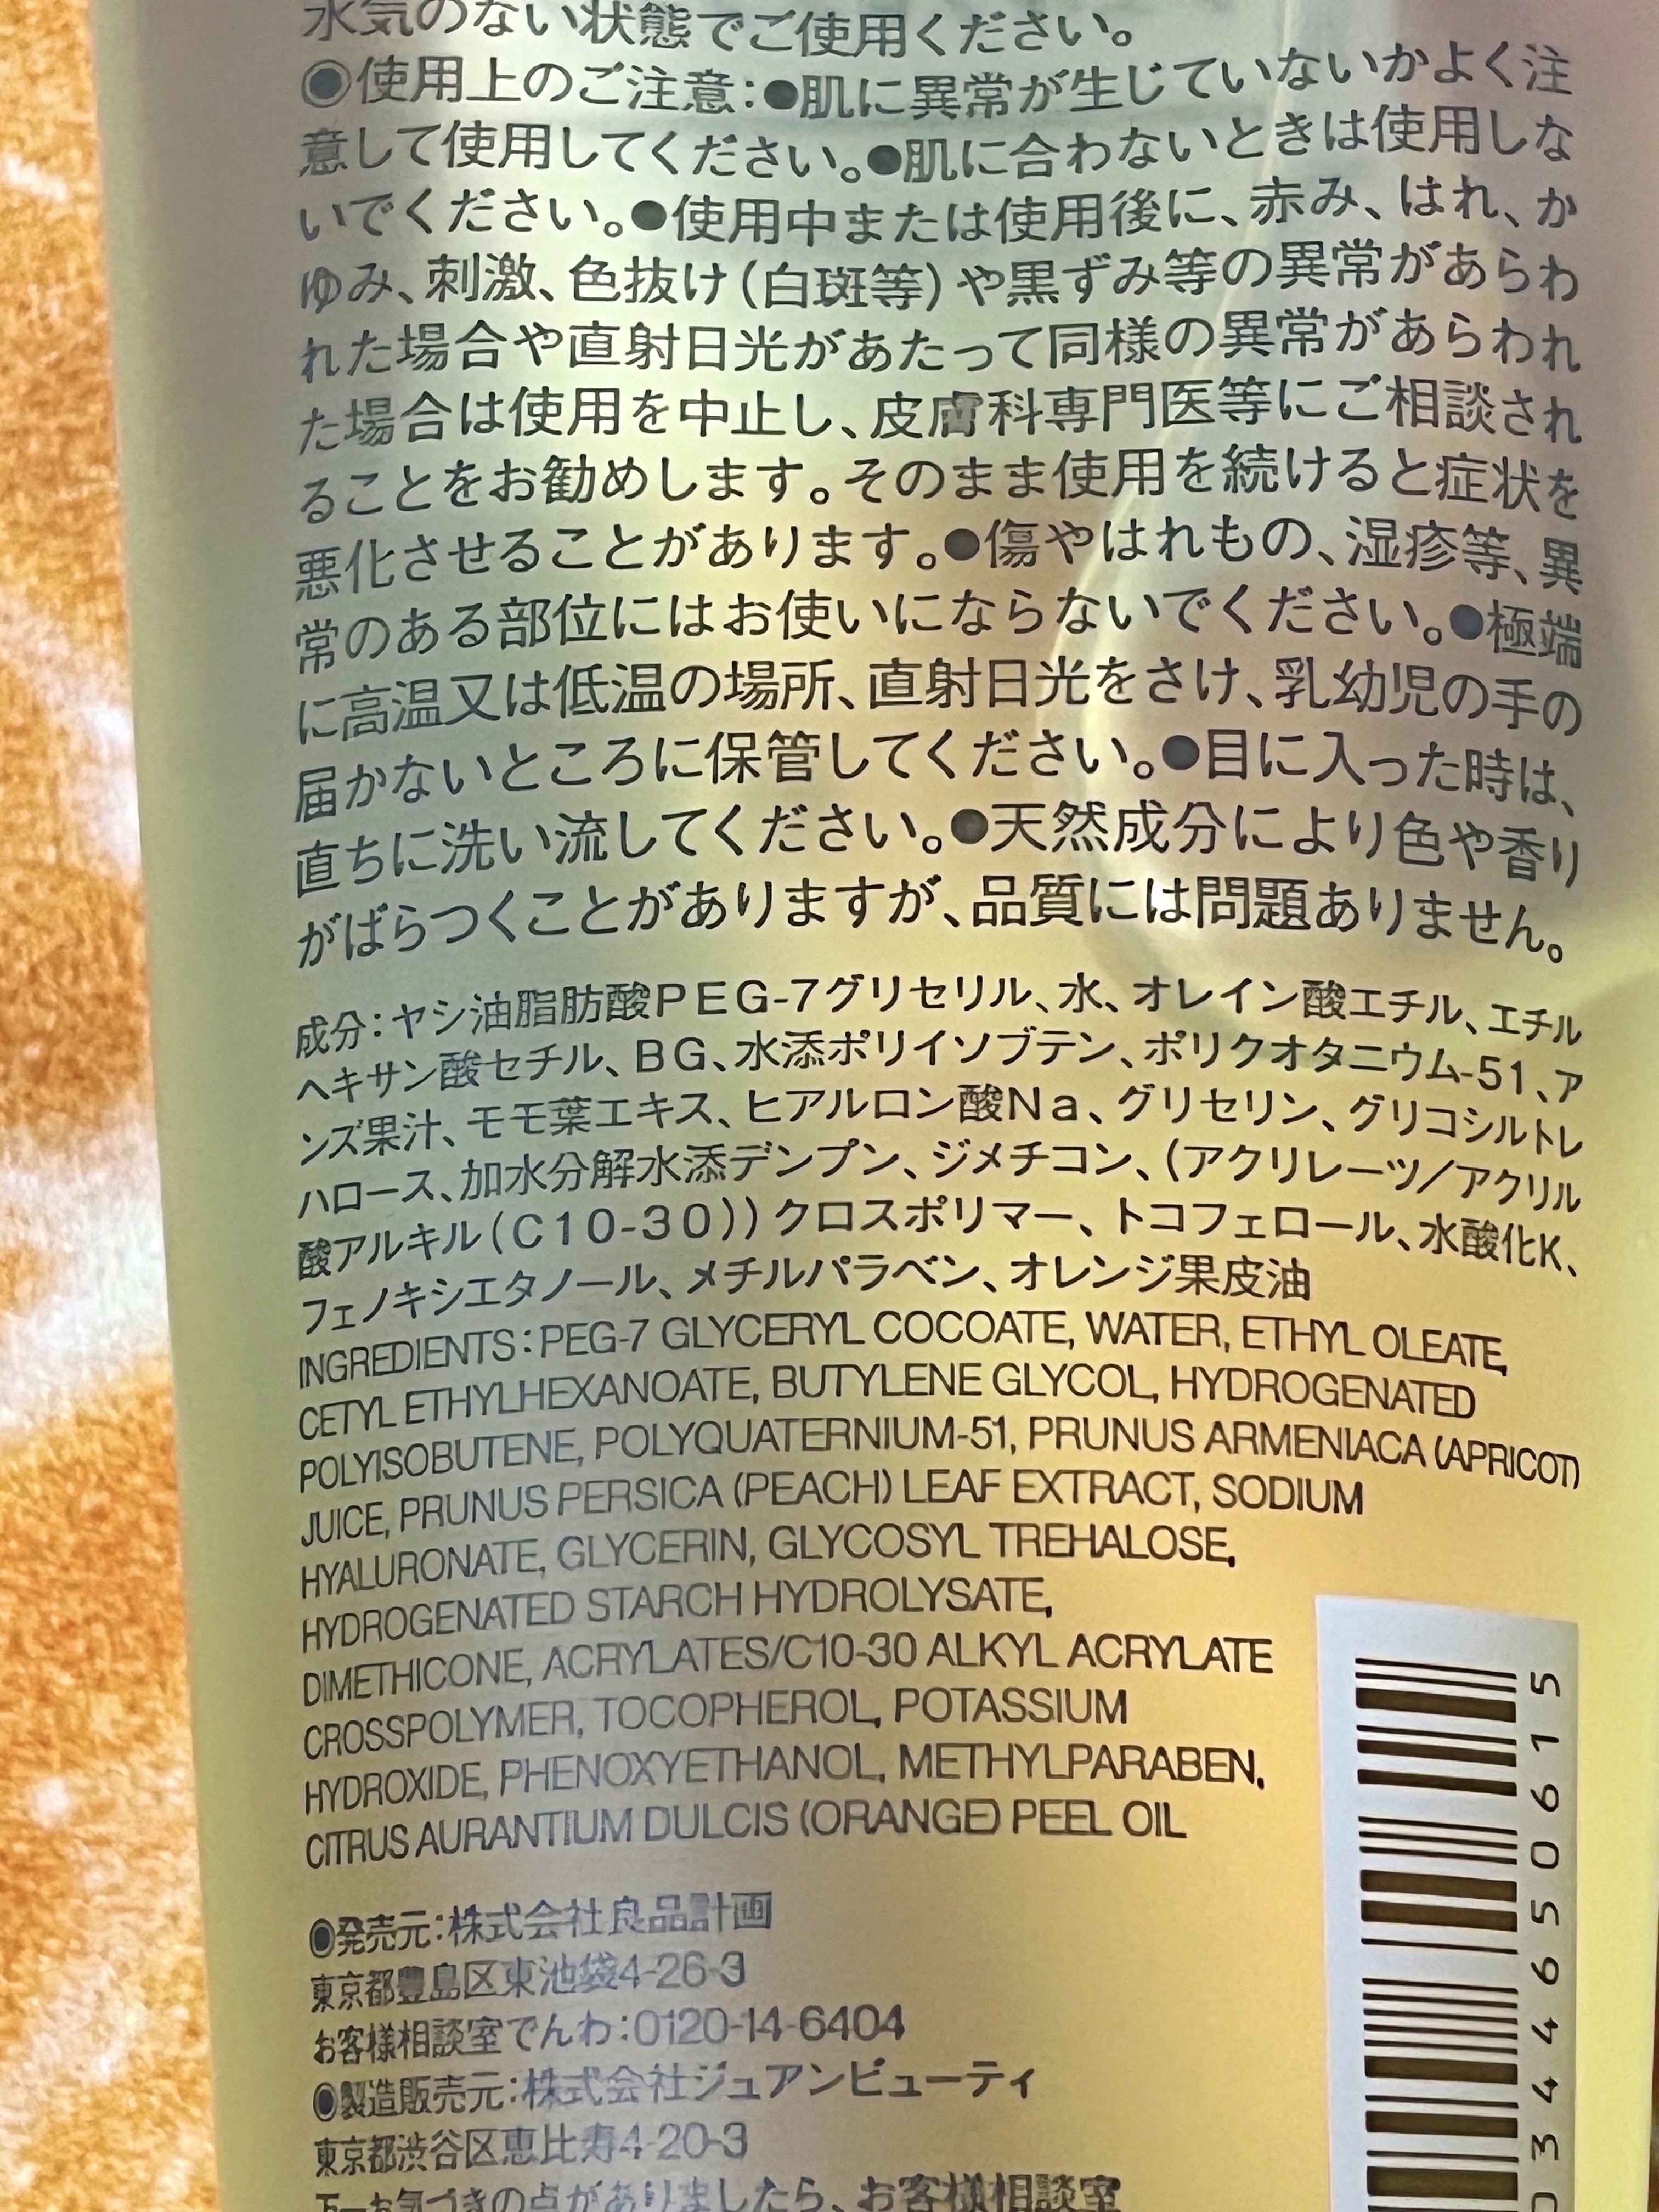 水気のない状態でご使用ください。
◉使用上のご注意：●肌に異常が生じていないかよく注
意して使用してください。●肌に合わないときは使用しな
いでください。●使用中または使用後に、赤み、はれ、か
ゆみ、刺激、色抜け（白斑等）や黒ずみ等の異常があらわ
れた場合や直射日光があたって同様の異常があらわれ
た場合は使用を中止し、皮膚科専門医等にご相談され
ることをお勧めします。そのまま使用を続けると症状を
悪化させることがあります。●傷やはれもの、湿疹等、異
常のある部位にはお使いにならないでください。●極端
に高温又は低温の場所、直射日光をさけ、乳幼児の手の
届かないところに保管してください。●目に入った時は、
直ちに洗い流してください。●天然成分により色や香り
がばらつくことがありますが、品質には問題ありません。
成分：ヤシ油脂肪酸PEG-7グリセリル、水、オレイン酸エチル、エチル
ヘキサン酸セチル、BG、水添ポリイソブテン、ポリクオタニウム-51、ア
ンズ果汁、モモ葉エキス、ヒアルロン酸Na、グリセリン、グリコシルトレ
ハロース、加水分解水添デンプン、ジメチコン、（アクリレーツ／アクリル
酸アルキル（C10-30））クロスポリマー、トコフェロール、水酸化K、
フェノキシエタノール、メチルパラベン、オレンジ果皮油
INGREDIENTS：PEG-7 GLYCERYL COCOATE, WATER, ETHYL OLEATE,
CETYL ETHYLHEXANOATE, BUTYLENE GLYCOL, HYDROGENATED
POLYISOBUTENE, POLYQUATERNIUM-51, PRUNUS ARMENIACA (APRICOT)
JUICE, PRUNUS PERSICA (PEACH) LEAF EXTRACT, SODIUM
HYALURONATE, GLYCERIN, GLYCOSYL TREHALOSE,
HYDROGENATED STARCH HYDROLYSATE,
DIMETHICONE, ACRYLATES/C10-30 ALKYL ACRYLATE
CROSSPOLYMER, TOCOPHEROL, POTASSIUM
HYDROXIDE, PHENOXYETHANOL, METHYLPARABEN,
CITRUS AURANTIUM DULCIS (ORANGE) PEEL OIL
◉発売元：株式会社良品計画
東京都豊島区東池袋4-26-3
お客様相談室でんわ：0120-14-6404
◉製造販売元：株式会社ジュアンビューティ
東京都渋谷区恵比寿4-20-3
万一お気づきの点がありましたら、お客様相談室
0344650615